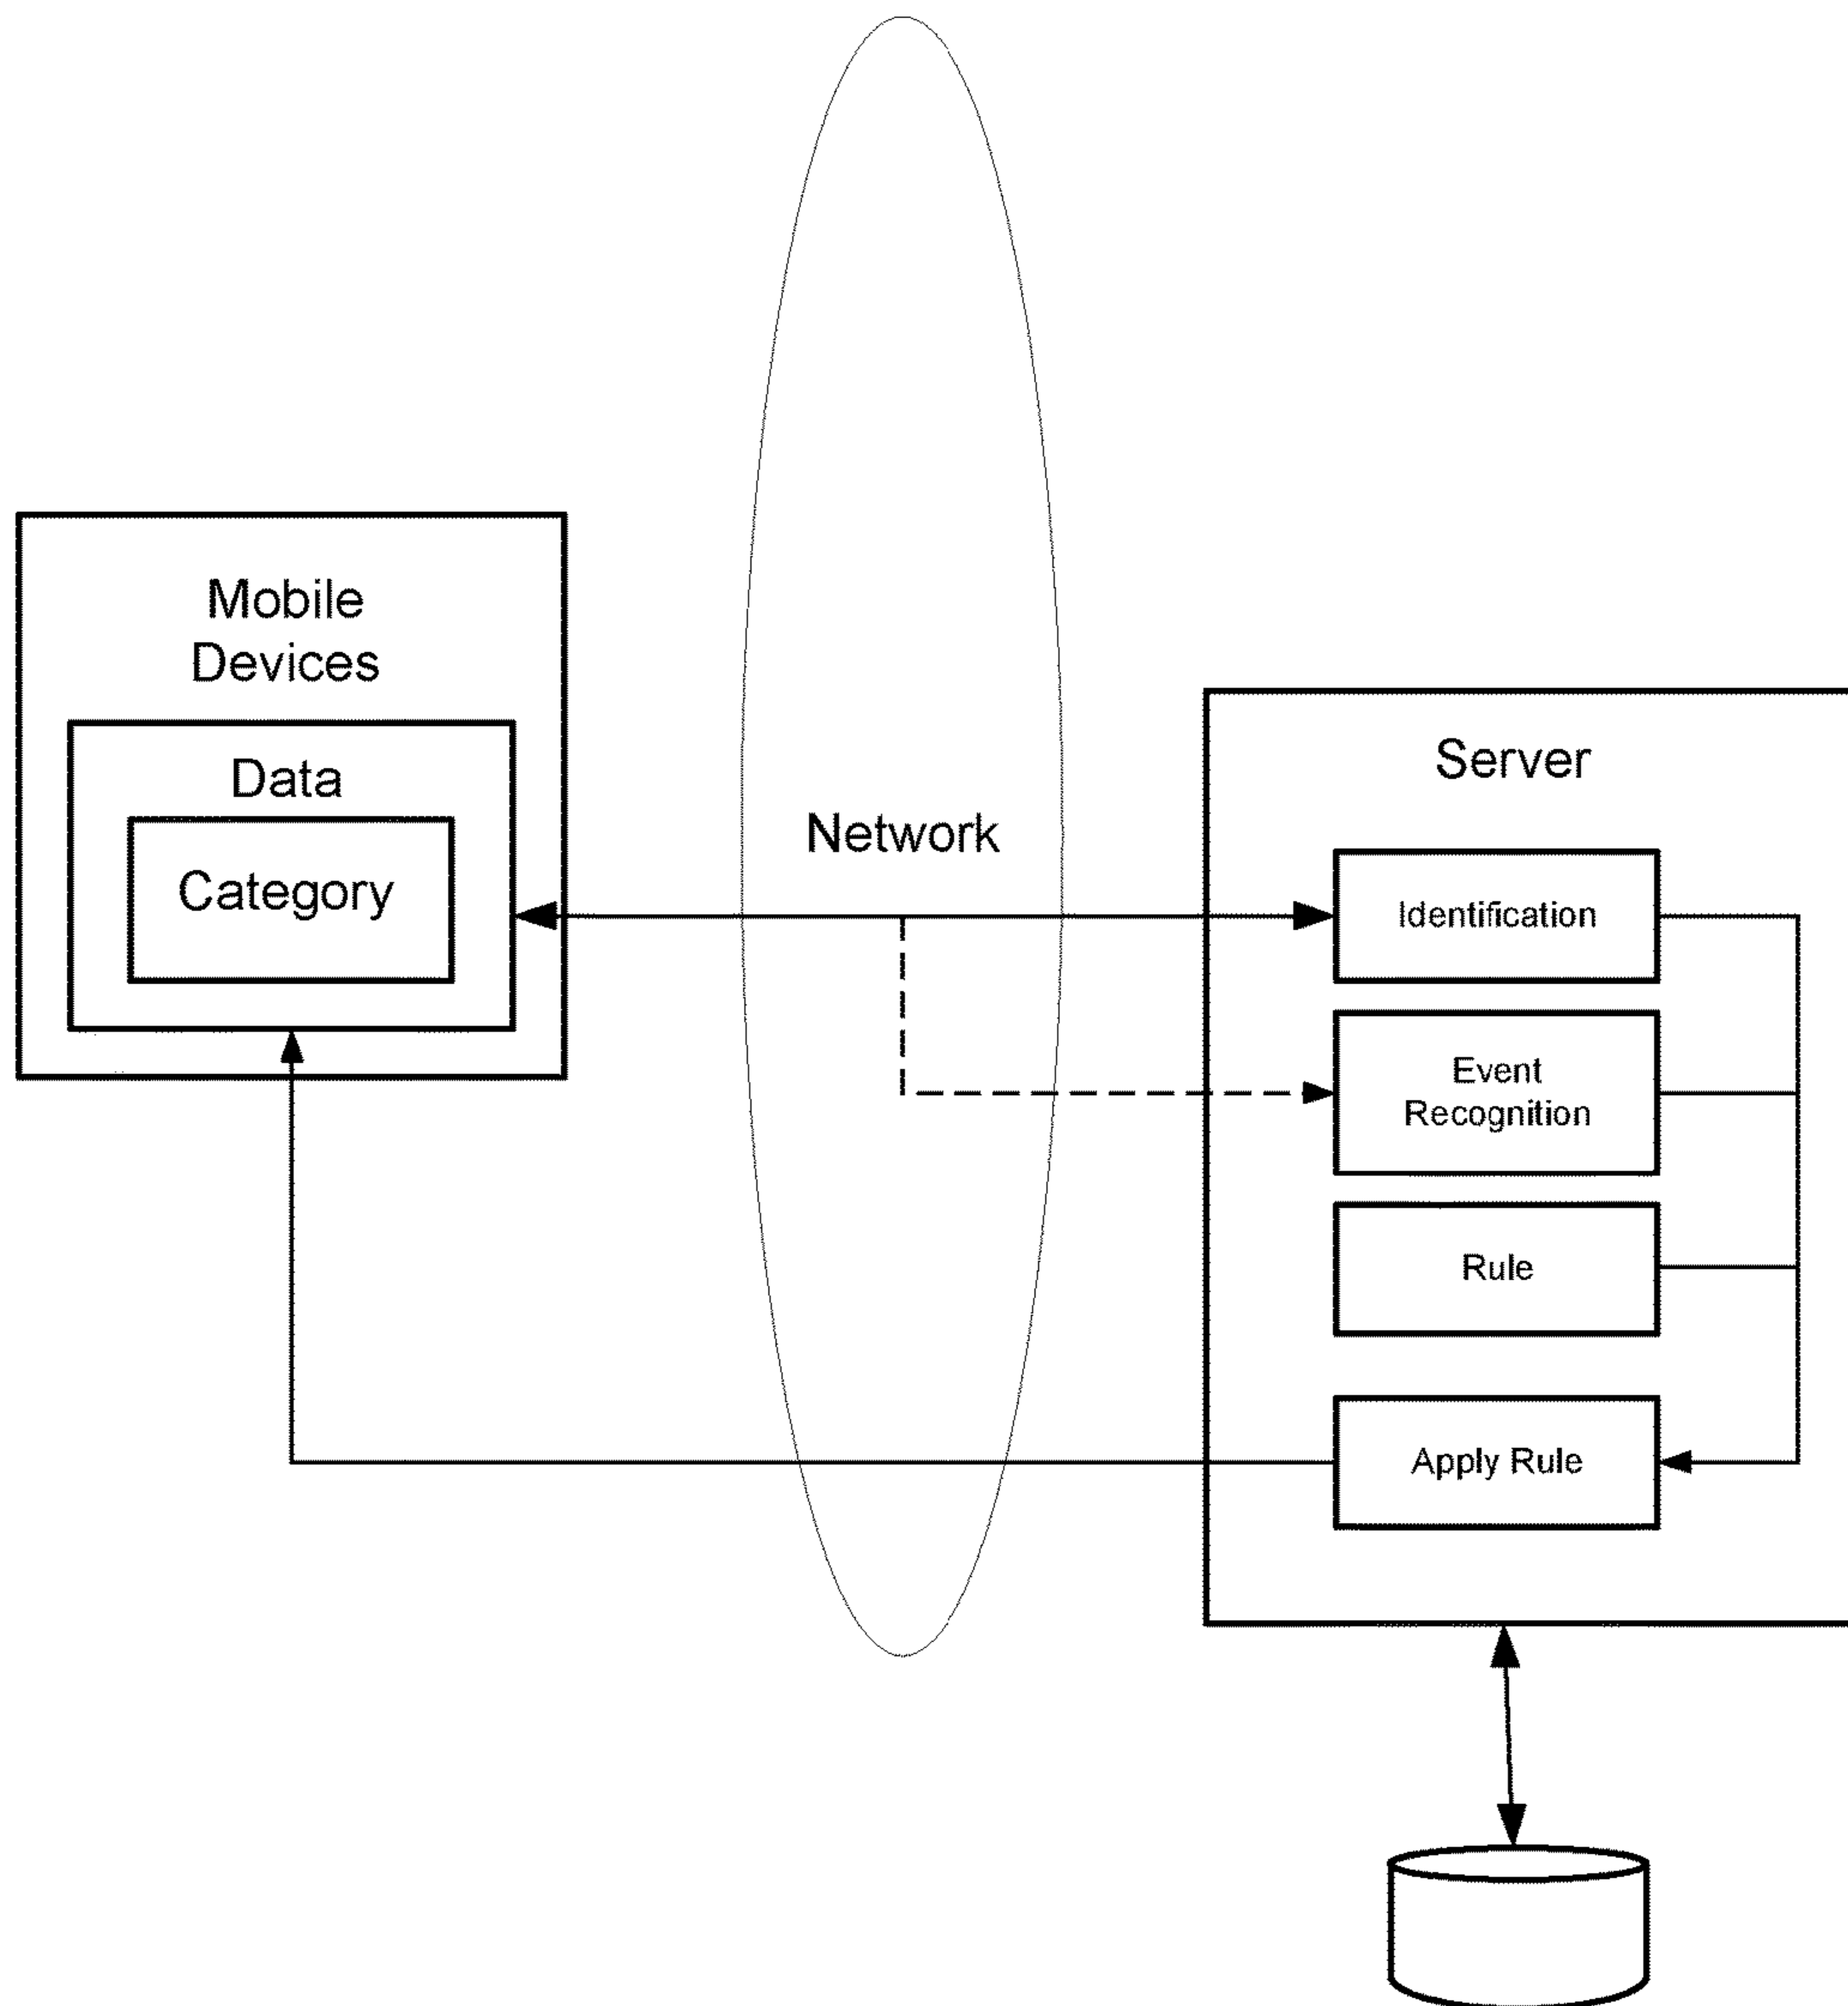 Mobile
Devices
Data
Category
Network
Server
Identification
Event
Recognition
Rule
Apply Rule